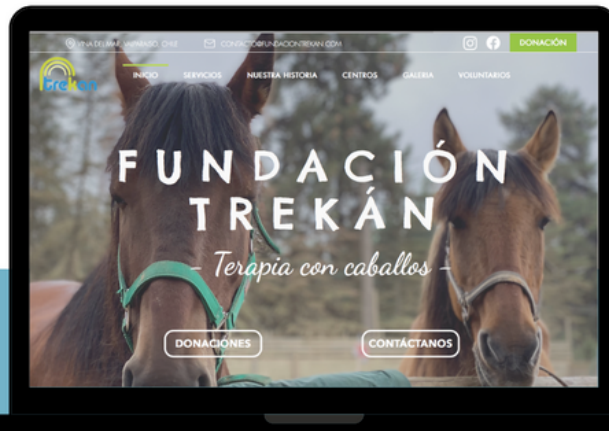 VIÑA DEL MAR, VALPARAÍSO, CHILE
CONTACTO@FUNDACIONTREKAN.COM
DONACIÓN
trekan
INICIO
SERVICIOS
NUESTRA HISTORIA
CENTROS
GALERIA
VOLUNTARIOS
FUNDACIÓN
TREKÁN
- Terapia con caballos -
DONACIONES
CONTÁCTANOS